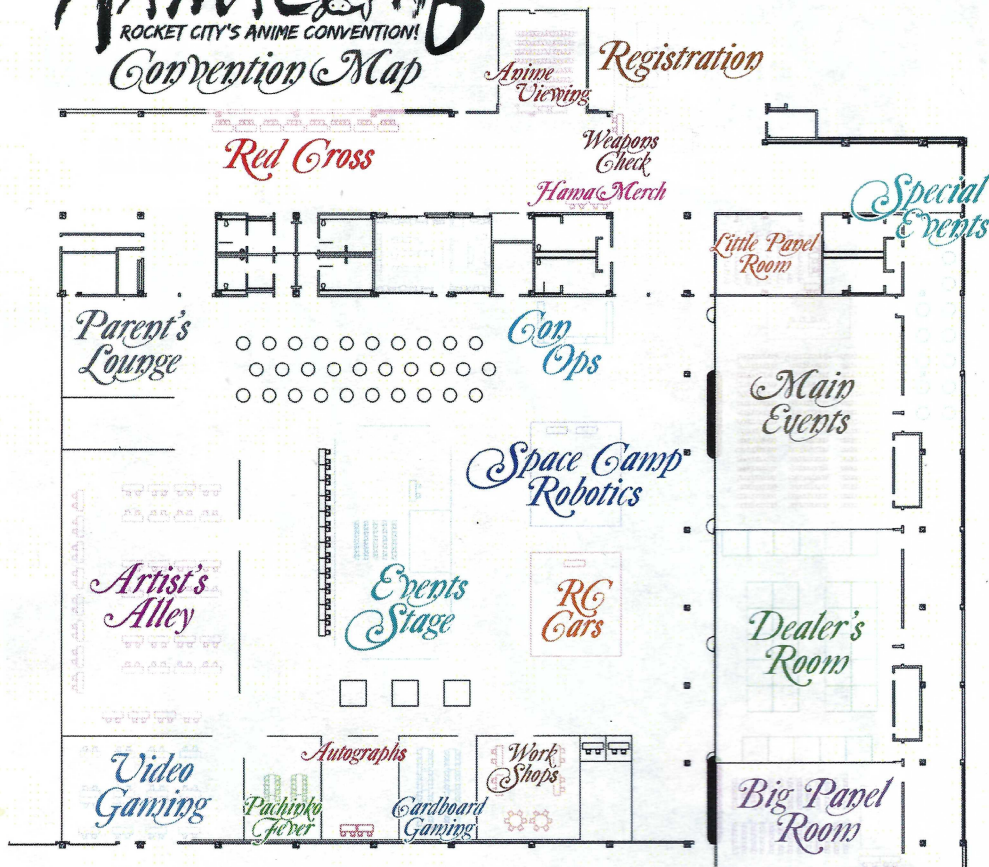 ROCKET CITY'S ANIME CONVENTION!
Convention Map
Registration
Anime
Viewing
Red Cross
Weapons
Check
Hama Merch
Special
Events
Little Panel
Room
Parent's
Lounge
Con
Ops
Main
Events
Space Camp
Robotics
Artist's
Alley
Events
Stage
RC
Cars
Dealer's
Room
Video
Gaming
Autographs
Work
Shops
Pachinko
Fever
Cardboard
Gaming
Big Panel
Room